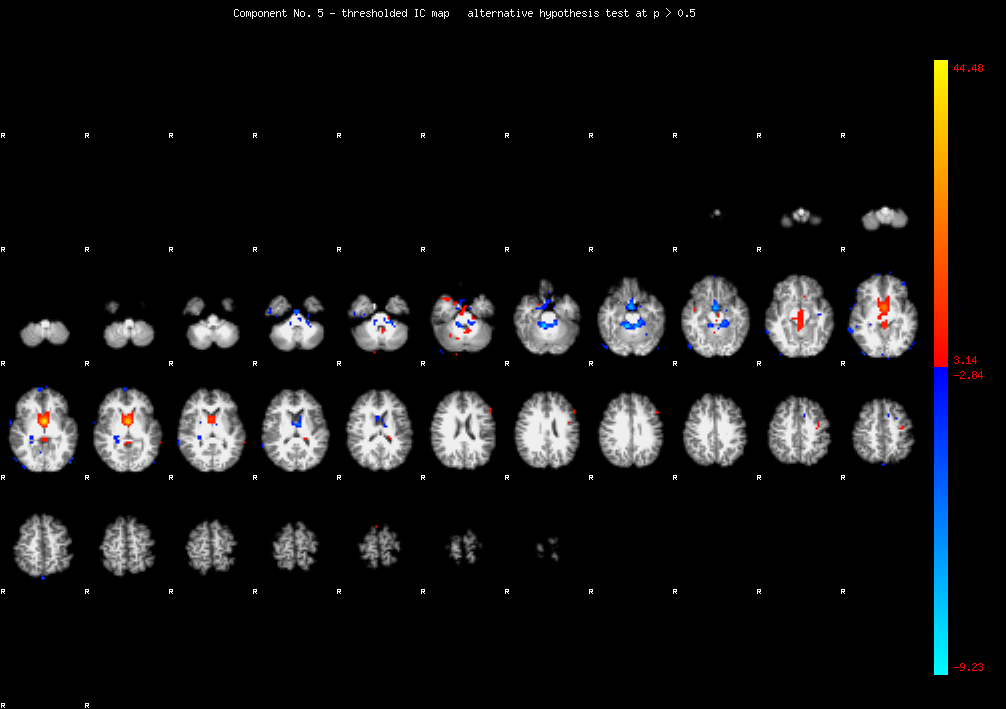 Component No. 5 - thresholded IC map   alternative hypothesis test at p > 0.5
44.48
R R R R R R R R R R R
R R R R R R R R R R R
3.14
R R R R R R R R R R R
-2.84
R R R R R R R R R R R
R R R R R R R R R R R
-9.23
R R